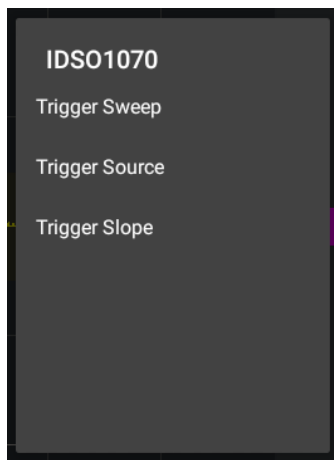 IDSO1070
Trigger Sweep
Trigger Source
Trigger Slope